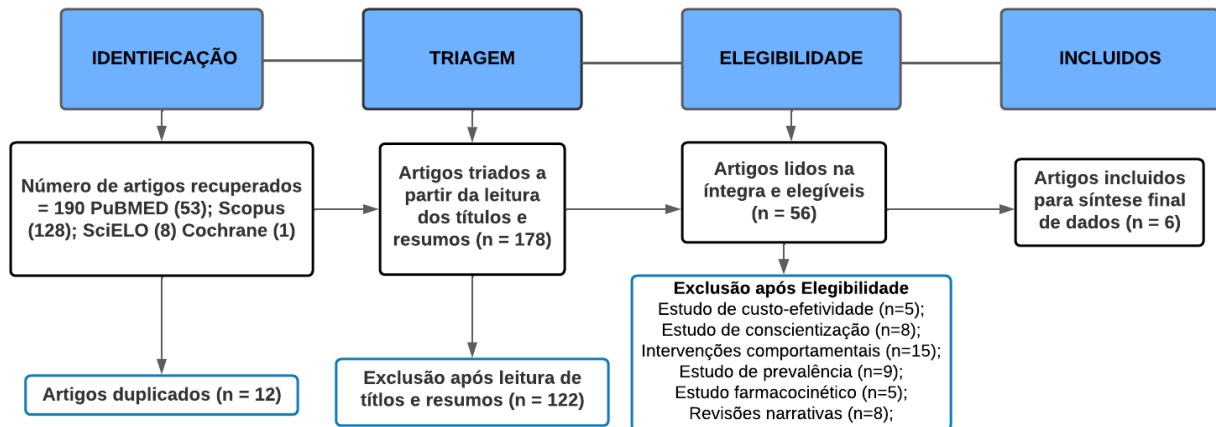 IDENTIFICAÇÃO
TRIAGEM
ELEGIBILIDADE
INCLUIDOS
Número de artigos recuperados
= 190 PuBMED (53); Scopus
(128); SciELO (8) Cochrane (1)
Artigos triados a
partir da leitura
dos títulos e
resumos (n = 178)
Artigos lidos na
íntegra e elegíveis
(n = 56)
Artigos incluidos
para síntese final
de dados (n = 6)
Artigos duplicados (n = 12)
Exclusão após leitura de
títlos e resumos (n = 122)
Exclusão após Elegibilidade
Estudo de custo-efetividade (n=5);
Estudo de conscientização (n=8);
Intervenções comportamentais (n=15);
Estudo de prevalência (n=9);
Estudo farmacocinético (n=5);
Revisões narrativas (n=8);